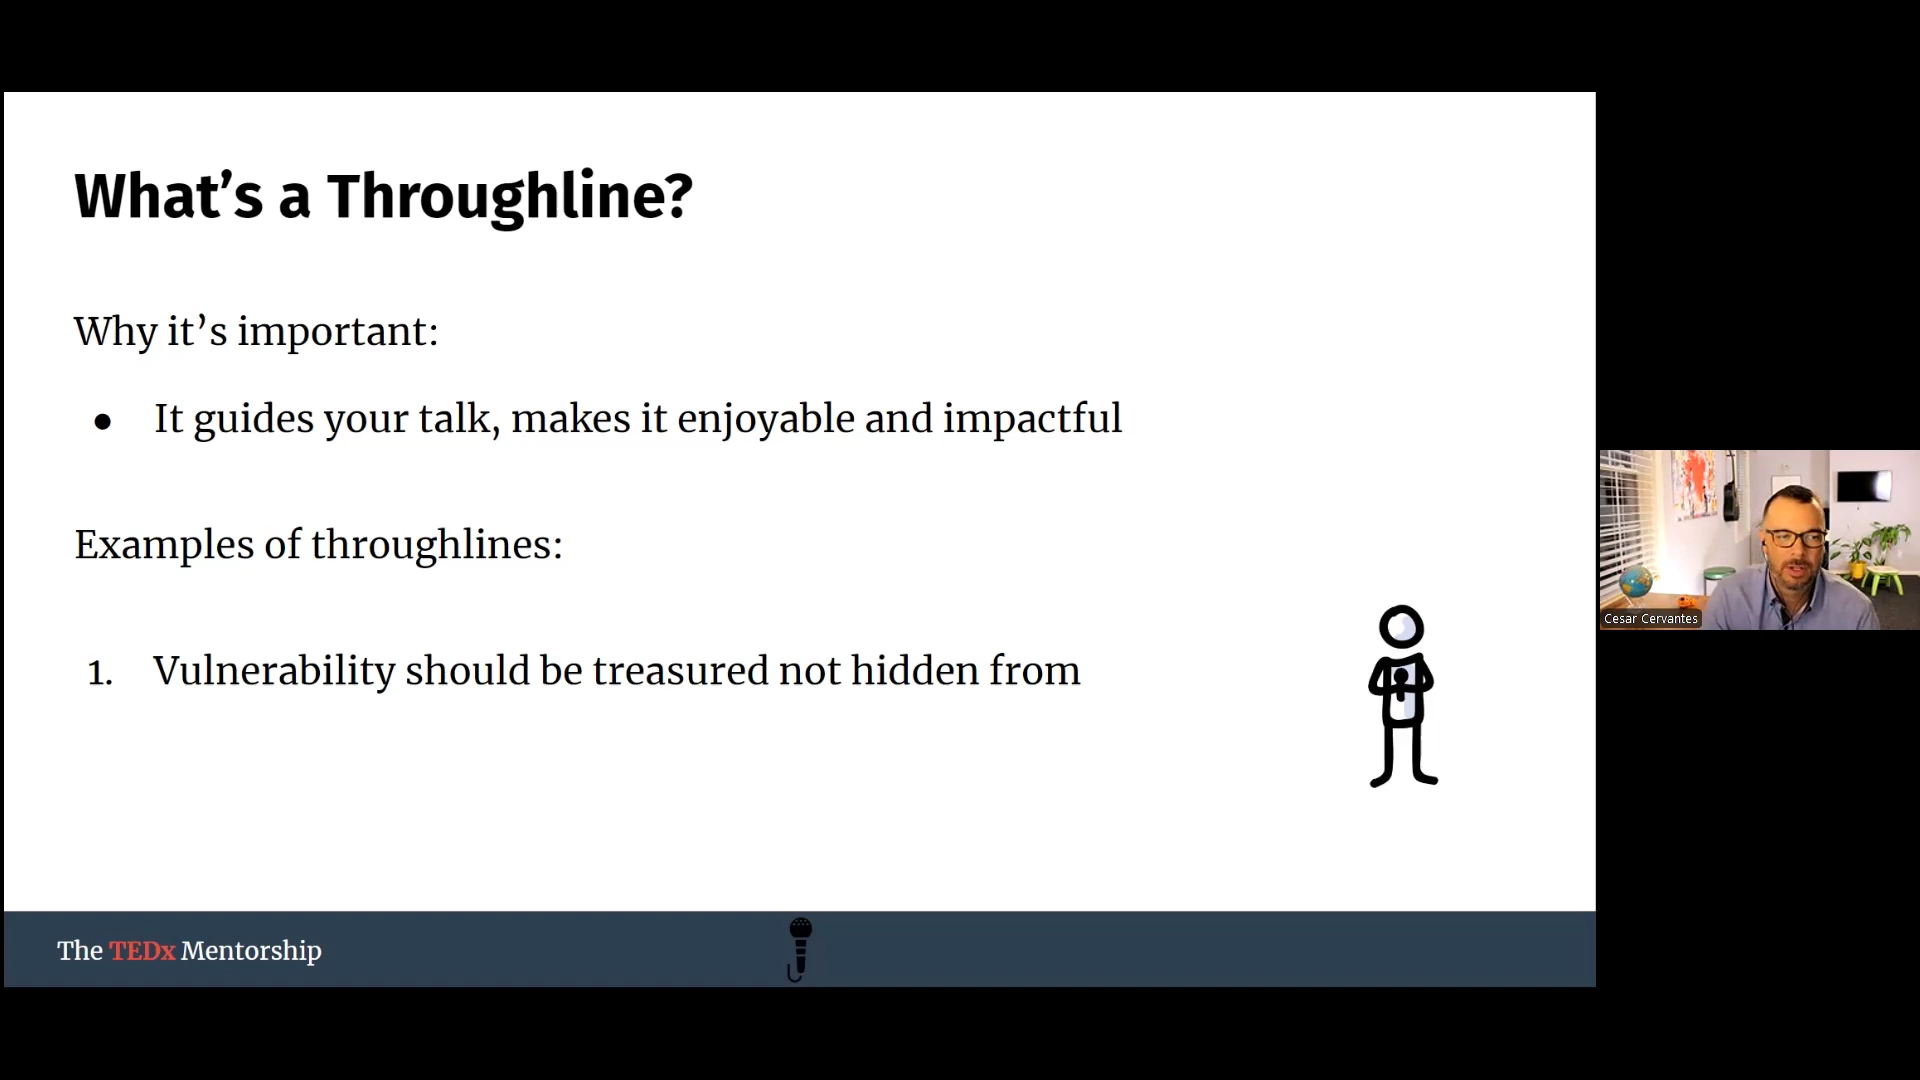 What’s a Throughline?
Why it’s important:
● It guides your talk, makes it enjoyable and impactful
Examples of throughlines:
1. Vulnerability should be treasured not hidden from
Cesar Cervantes
The TEDx Mentorship